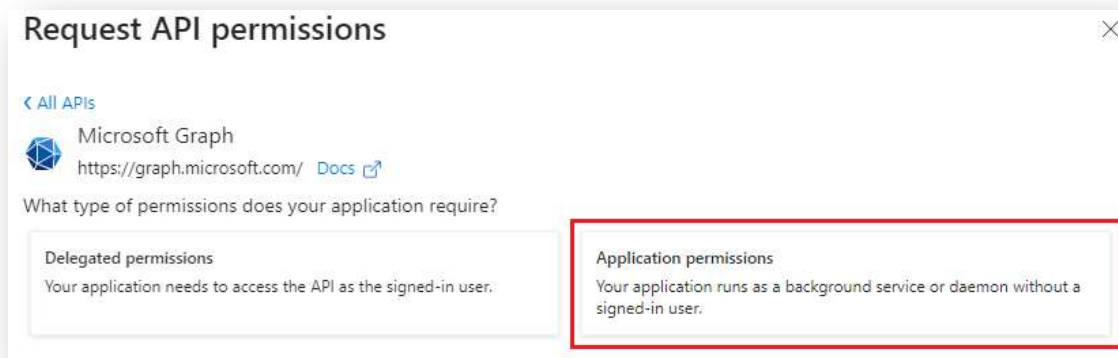 Request API permissions
All APIs
Microsoft Graph
https://graph.microsoft.com/ Docs
What type of permissions does your application require?
Delegated permissions
Your application needs to access the API as the signed-in user.
Application permissions
Your application runs as a background service or daemon without a
signed-in user.